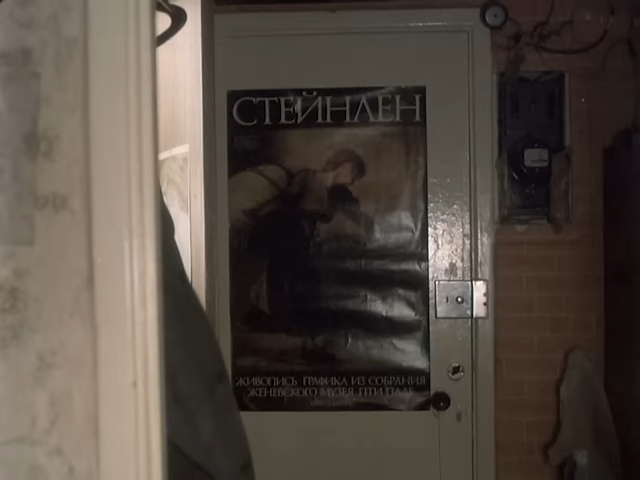 СТЕЙНЛЕН
ЖИВОПИСЬ ГРАФИКА ИЗ СОБРАНИЯ
ЖЕНЕВСКОГО МУЗЕЯ ПТИ ПАЛЕ